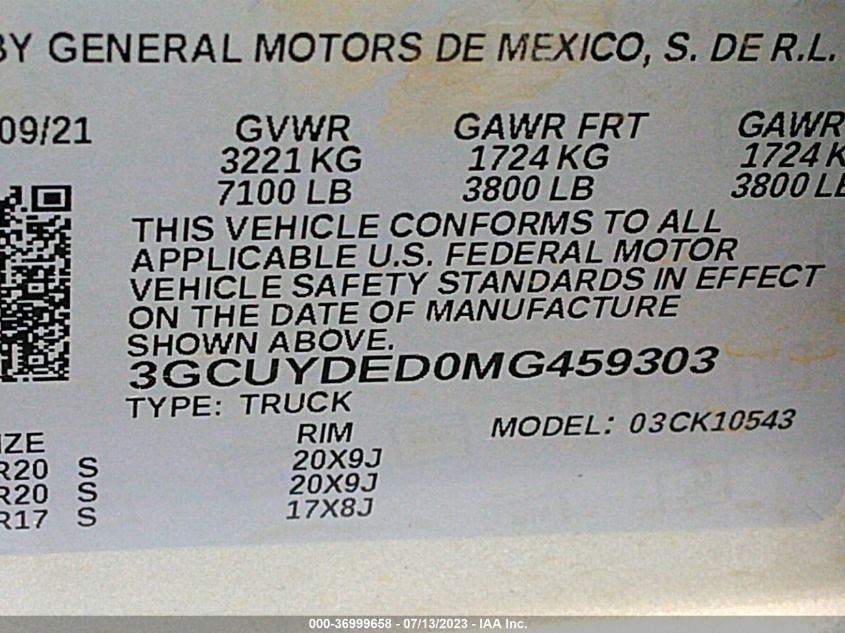 BY GENERAL MOTORS DE MEXICO, S. DE R.L.
09/21 GVWR GAWR FRT GAWR
3221 KG 1724 KG 1724 K
7100 LB 3800 LB 3800 LB
THIS VEHICLE CONFORMS TO ALL
APPLICABLE U.S. FEDERAL MOTOR
VEHICLE SAFETY STANDARDS IN EFFECT
ON THE DATE OF MANUFACTURE
SHOWN ABOVE.
3GCUYDED0MG459303
TYPE: TRUCK MODEL: 03CK10543
IZE RIM
R20 S 20X9J
R20 S 20X9J
R17 S 17X8J
000-36999658 - 07/13/2023 - IAA Inc.